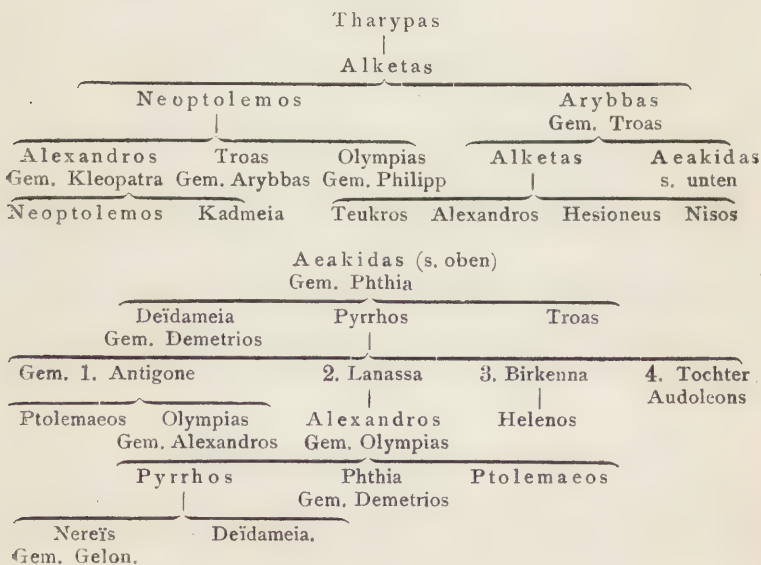 Tharypas
Alketas
Neoptolemos Arybbas
Gem. Troas
Alexandros Troas Olympias Alketas Aeakidas
Gem. Kleopatra Gem. Arybbas Gem. Philipp s. unten
Neoptolemos Kadmeia Teukros Alexandros Hesioneus Nisos
Aeakidas (s. oben)
Gem. Phthia
Deïdameia Pyrrhos Troas
Gem. Demetrios
Gem. 1. Antigone 2. Lanassa 3. Birkenna 4. Tochter
Audoleons
Ptolemaeos Olympias Alexandros Helenos
Gem. Alexandros Gem. Olympias
Pyrrhos Phthia Ptolemaeos
Gem. Demetrios
Nereïs Deïdameia.
Gem. Gelon.